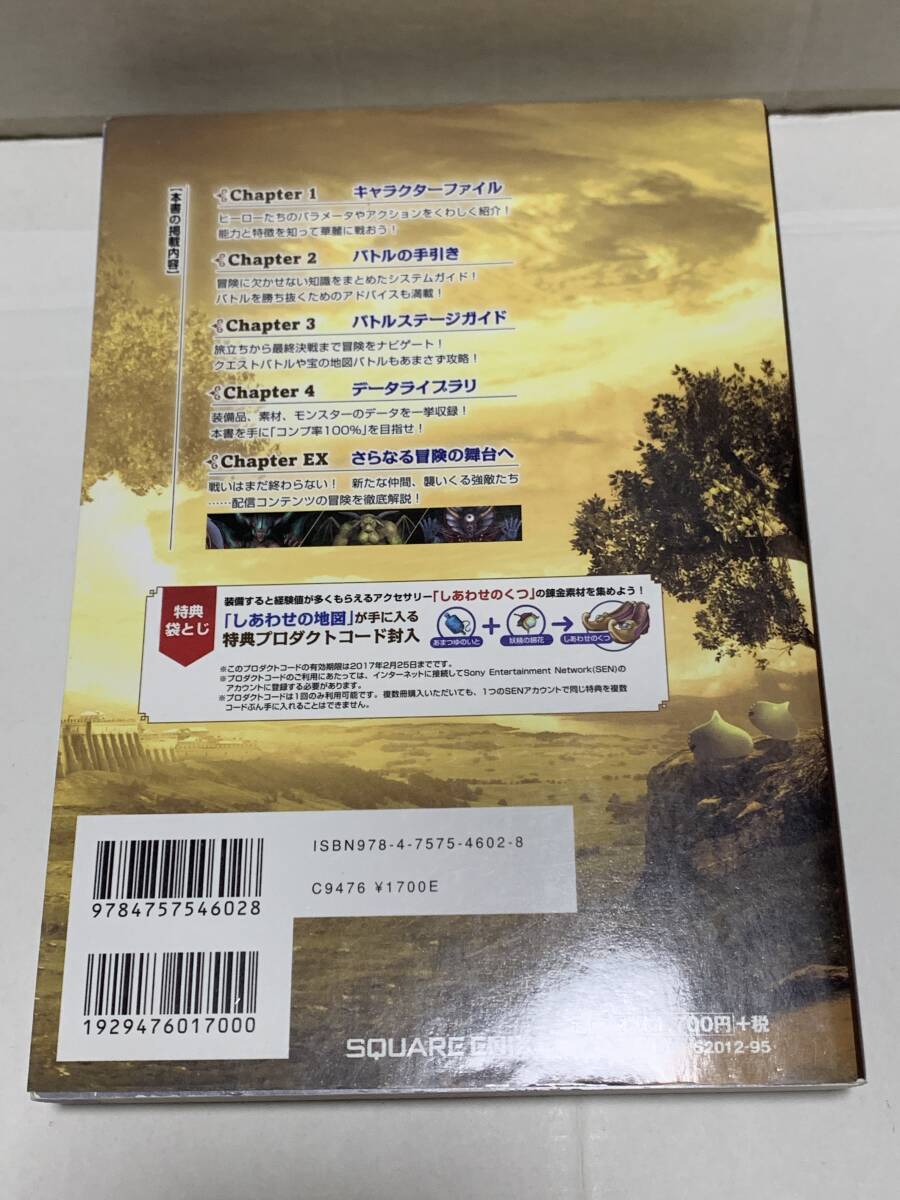 【本書の掲載内容】
Chapter 1 キャラクターファイル
ヒーローたちのパラメータやアクションをくわしく紹介！
能力と特徴を知って華麗に戦おう！
Chapter 2 バトルの手引き
冒険に欠かせない知識をまとめたシステムガイド！
バトルを勝ち抜くためのアドバイスも満載！
Chapter 3 バトルステージガイド
旅立ちから最終決戦まで冒険をナビゲート！
クエストバトルや宝の地図バトルもあまさず攻略！
Chapter 4 データライブラリ
装備品、素材、モンスターのデータを一挙収録！
本書を手に「コンプ率100%」を目指せ！
Chapter EX さらなる冒険の舞台へ
戦いはまだ終わらない！ 新たな仲間、襲いくる強敵たち
……配信コンテンツの冒険を徹底解説！
特典
袋とじ
装備すると経験値が多くもらえるアクセサリー「しあわせのくつ」の錬金素材を集めよう！
「しあわせの地図」が手に入る
特典プロダクトコード封入
あまつゆのいと
妖精の綿花
しあわせのくつ
※このプロダクトコードの有効期限は2017年2月25日までです。
※プロダクトコードのご利用にあたっては、インターネットに接続してSony Entertainment Network(SEN)の
アカウントに登録する必要があります。
※プロダクトコードは1回のみ利用可能です。複数冊購入いただいても、1つのSENアカウントで同じ特典を複数
コードぶん手に入れることはできません。
ISBN978-4-7575-4602-8
C9476 ¥1700E
9784757546028
1929476017000
700円+税
SQUARE ENIX
62012-95